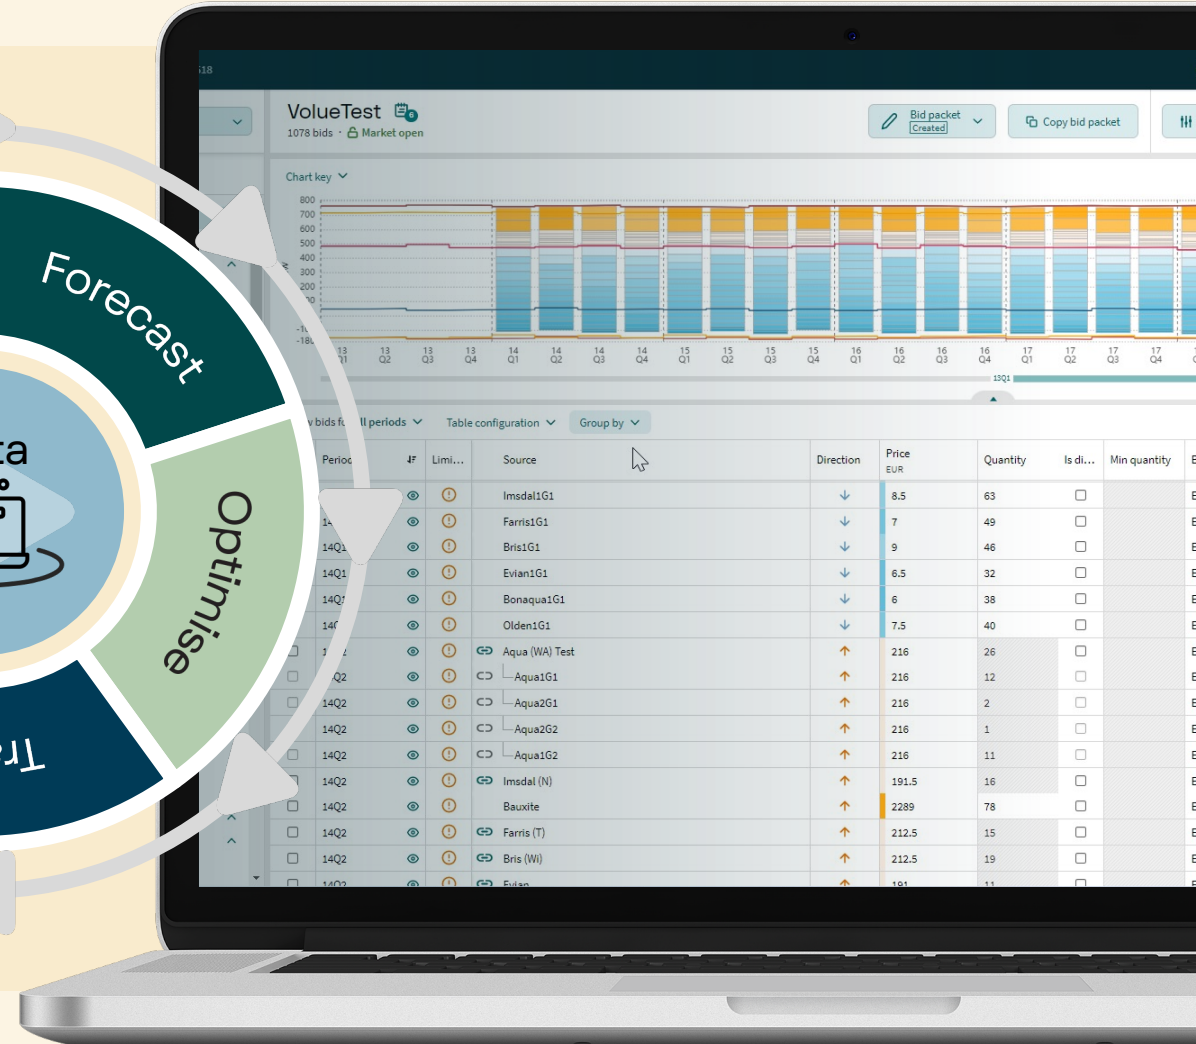 VolueTest
6
1078 bids · Market open
Bid packet
Created
Copy bid packet
Chart key
800
700
600
500
400
300
200
13 Q2 13 Q3 13 Q4 14 Q1 14 Q2 14 Q3 14 Q4 15 Q1 15 Q2 15 Q3 15 Q4 16 Q1 16 Q2 16 Q3 16 Q4 17 Q1 17 Q2 17 Q3 17 Q4
13Q1
bids periods Table configuration Group by
Limi... Source Direction Price EUR Quantity Is di... Min quantity
Imsdal1G1 8.5 63
Farris1G1 7 49
14Q1 Bris1G1 9 46
14Q1 Evian1G1 6.5 32
Bonaqua1G1 6 38
Olden1G1 7.5 40
Aqua (WA) Test 216 26
Aqua1G1 216 12
14Q2 Aqua2G1 216 2
14Q2 Aqua2G2 216 1
14Q2 Aqua1G2 216 11
14Q2 Imsdal (N) 191.5 16
14Q2 Bauxite 2289 78
14Q2 Farris (T) 212.5 15
14Q2 Bris (Wi) 212.5 19
Forecast
Optimise